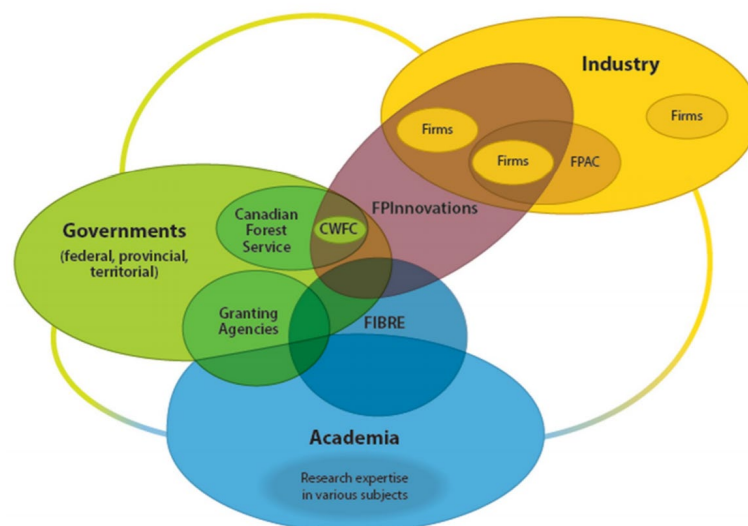 Industry
Firms
Firms
Firms
FPAC
FPInnovations
Governments
(federal, provincial,
territorial)
Canadian
Forest
Service
CWFC
Granting
Agencies
FIBRE
Academia
Research expertise
in various subjects